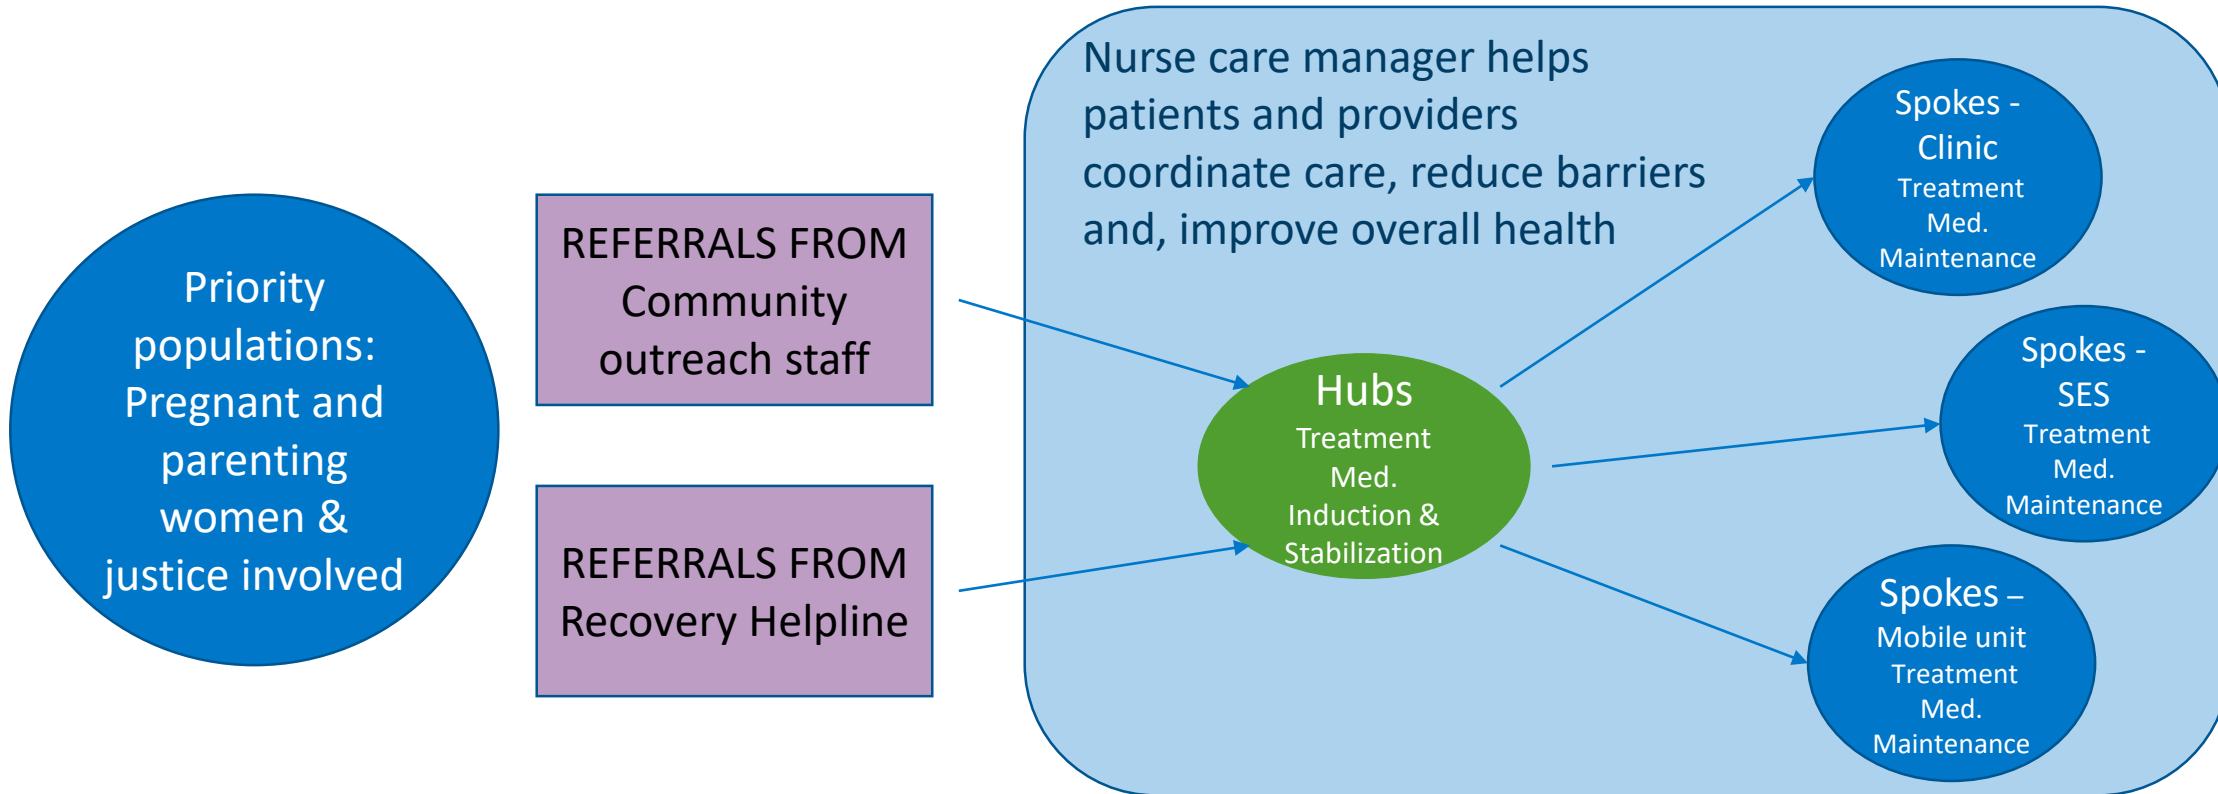 Priority
populations:
Pregnant and
parenting
women &
justice involved
REFERRALS FROM
Community
outreach staff
REFERRALS FROM
Recovery Helpline
Nurse care manager helps
patients and providers
coordinate care, reduce barriers
and, improve overall health
Hubs
Treatment
Med.
Induction &
Stabilization
Spokes -
Clinic
Treatment
Med.
Maintenance
Spokes -
SES
Treatment
Med.
Maintenance
Spokes –
Mobile unit
Treatment
Med.
Maintenance